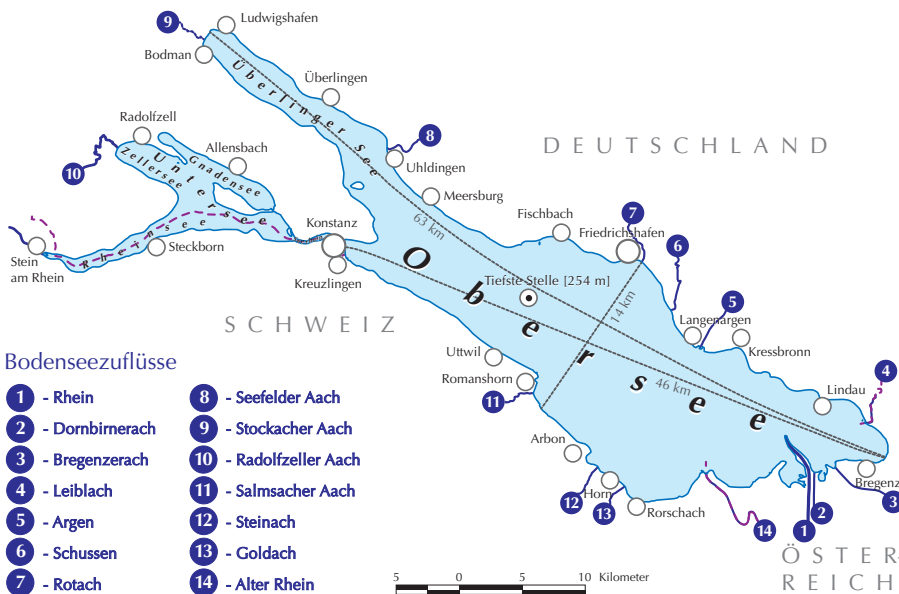 9
Ludwigshafen
Bodman
Überlinger See
Überlingen
8
Uhldingen
Radolfzell
Allensbach
10
Untersee
Zellersee
Gnadensee
Rheinsee
Meersburg
DEUTSCHLAND
Fischbach
7
Friedrichshafen
6
Konstanz
63 km
Stein
am Rhein
Steckborn
Kreuzlingen
Obersee
Tiefste Stelle [254 m]
14 km
5
Langenargen
Kressbronn
SCHWEIZ
Uttwil
Romanshorn
11
46 km
4
Lindau
Arbon
12
Horn
13
Rorschach
14
1
2
Bregenz
3
ÖSTER-
REICH
Bodenseezuflüsse
1 - Rhein
2 - Dornbirnerach
3 - Bregenzerach
4 - Leiblach
5 - Argen
6 - Schussen
7 - Rotach
8 - Seefelder Aach
9 - Stockacher Aach
10 - Radolfzeller Aach
11 - Salmsacher Aach
12 - Steinach
13 - Goldach
14 - Alter Rhein
5 0 5 10 Kilometer